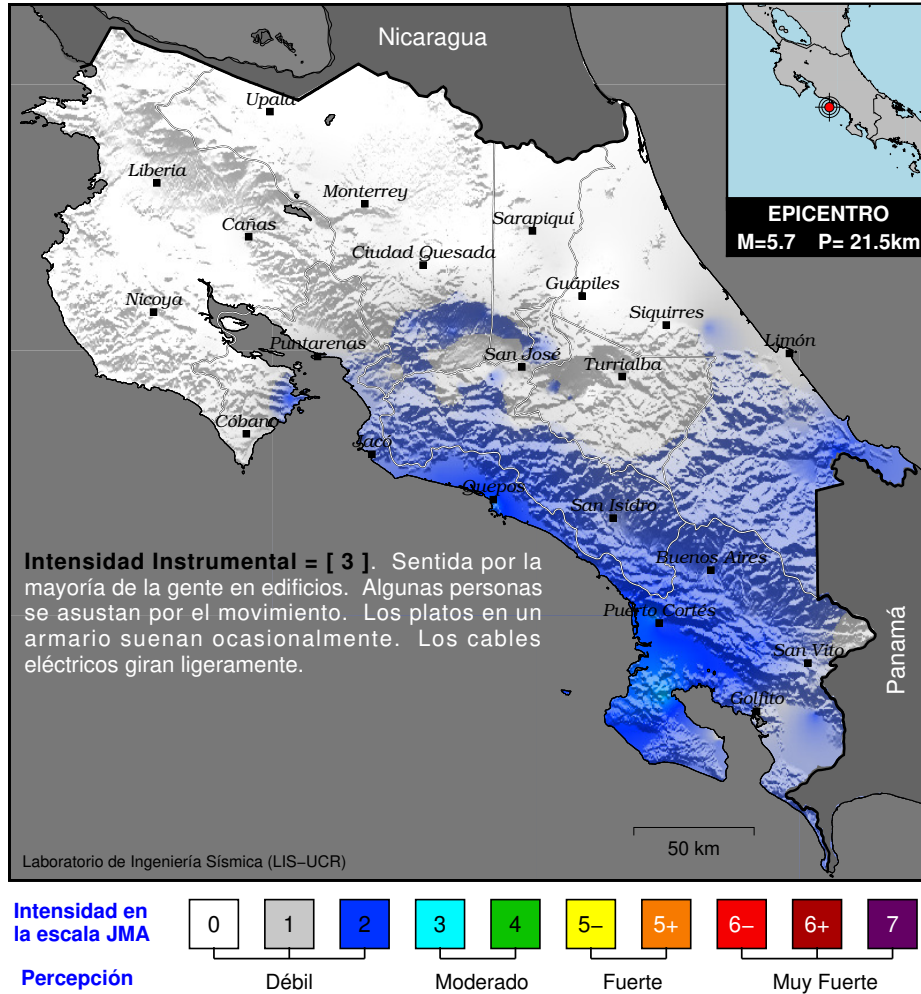 Nicaragua
Upala
Liberia
Monterrey
Cañas
Sarapiquí
Ciudad Quesada
EPICENTRO
M=5.7 P= 21.5km
Nicoya
Guápiles
Siquirres
Puntarenas
San José
Limón
Turrialba
Cóbano
Jacó
Quepos
San Isidro
Intensidad Instrumental = [ 3 ]. Sentida por la
mayoría de la gente en edificios. Algunas personas
se asustan por el movimiento. Los platos en un
armario suenan ocasionalmente. Los cables
eléctricos giran ligeramente.
Buenos Aires
Puerto Cortés
San Vito
Golfito
Panamá
50 km
Laboratorio de Ingeniería Sísmica (LIS−UCR)
Intensidad en
la escala JMA
0 1 2 3 4 5− 5+ 6− 6+ 7
Percepción
Débil Moderado Fuerte Muy Fuerte